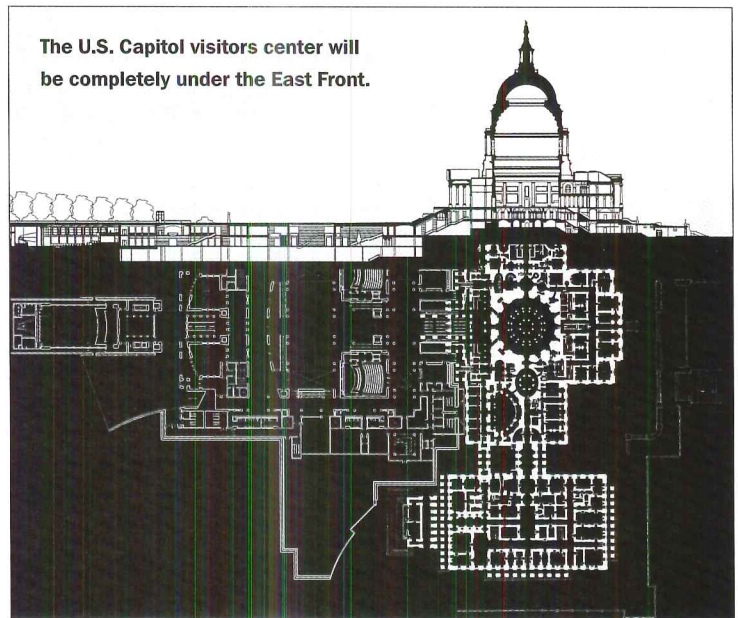 The U.S. Capitol visitors center will
be completely under the East Front.